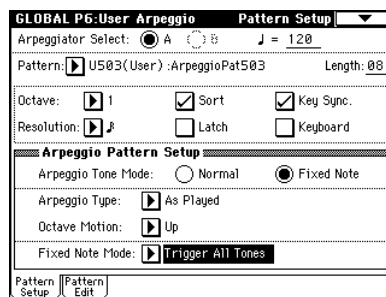 GLOBAL P6:User Arpeggio Pattern Setup
Arpeggiator Select: A B ♩ = 120
Pattern: U503(User) :ArpeggioPat503 Length: 08
Octave: 1 Sort Key Sync.
Resolution: ♪ Latch Keyboard
Arpeggio Pattern Setup
Arpeggio Tone Mode: Normal Fixed Note
Arpeggio Type: As Played
Octave Motion: Up
Fixed Note Mode: Trigger All Tones
Pattern Setup Pattern Edit